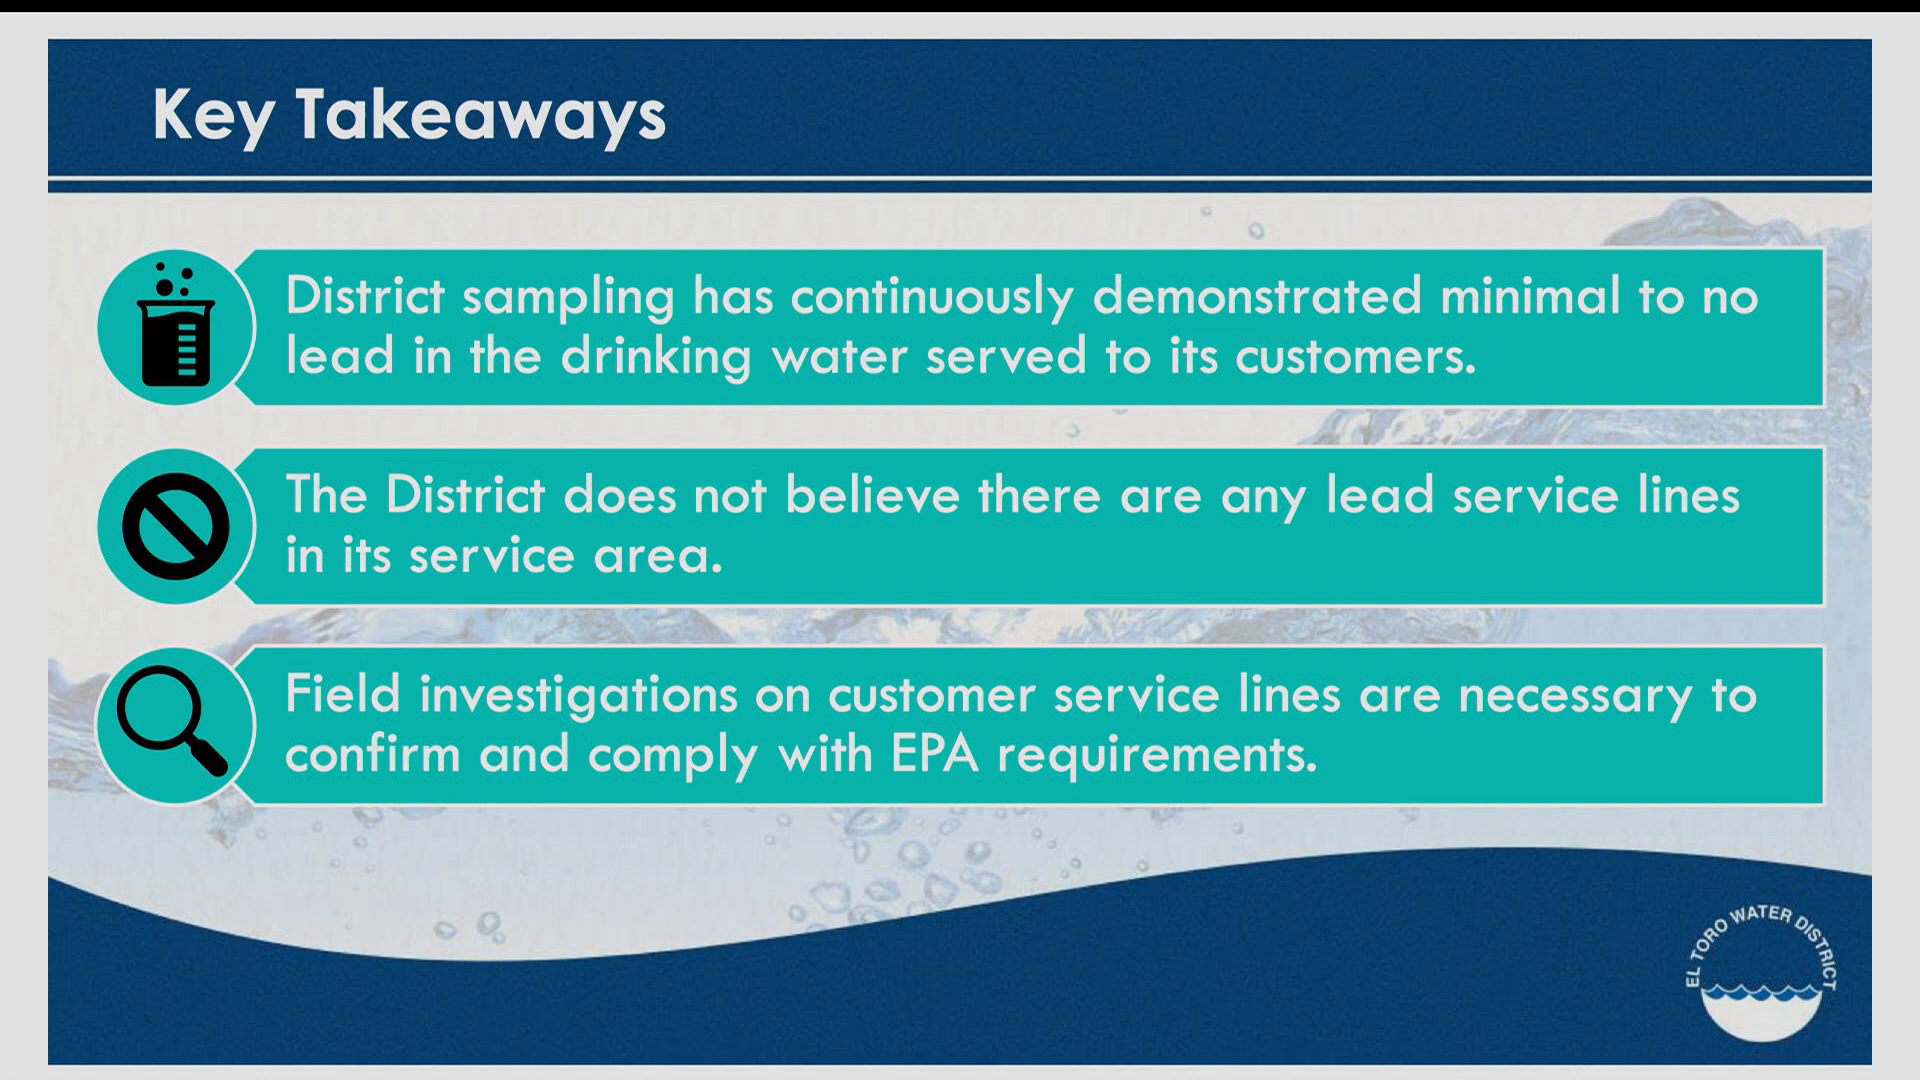 Key Takeaways
District sampling has continuously demonstrated minimal to no
lead in the drinking water served to its customers.
The District does not believe there are any lead service lines
in its service area.
Field investigations on customer service lines are necessary to
confirm and comply with EPA requirements.
EL TORO WATER DISTRICT